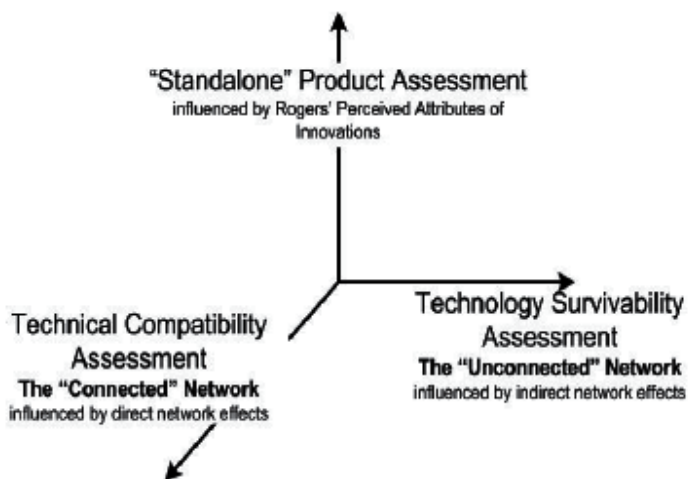 “Standalone” Product Assessment
influenced by Rogers' Perceived Attributes of
Innovations
Technical Compatibility
Assessment
The “Connected” Network
influenced by direct network effects
Technology Survivability
Assessment
The “Unconnected” Network
influenced by indirect network effects